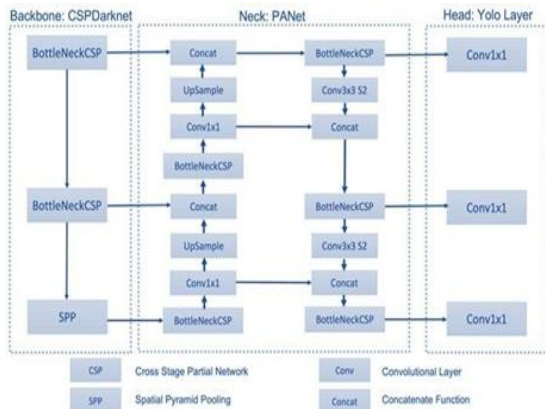 Backbone: CSPDarknet
Neck: PANet
Head: Yolo Layer
BottleNeckCSP
Concat
BottleNeckCSP
Conv1x1
UpSample
Conv3x3 S2
Conv1x1
Concat
BottleNeckCSP
BottleNeckCSP
Concat
BottleNeckCSP
Conv1x1
UpSample
Conv3x3 S2
Conv1x1
Concat
SPP
BottleNeckCSP
BottleNeckCSP
Conv1x1
CSP
Cross Stage Partial Network
Conv
Convolutional Layer
SPP
Spatial Pyramid Pooling
Concat
Concatenate Function